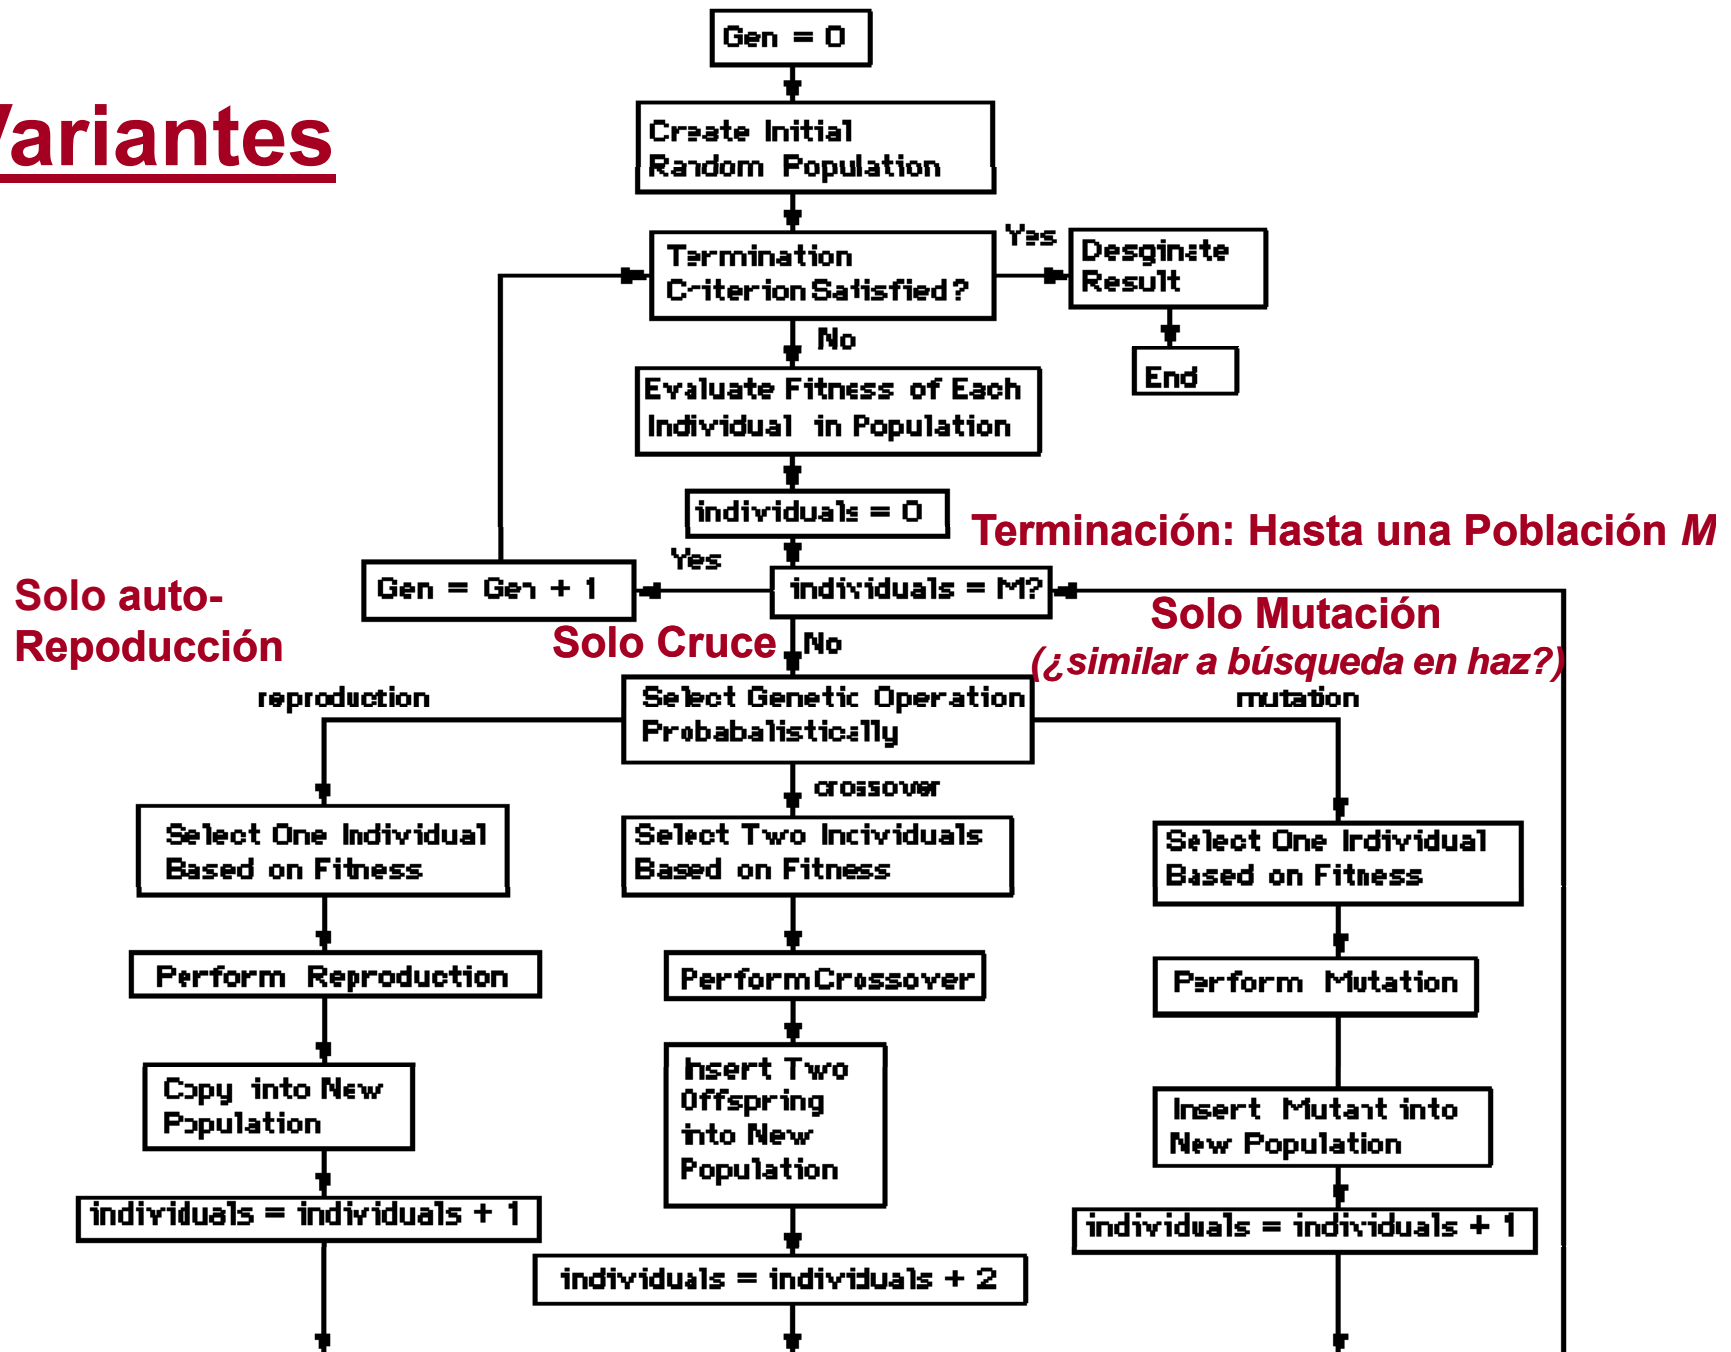 Gen = 0
Variantes
Create Initial
Random Population
Termination
Criterion Satisfied?
Yes
Desginate
Result
No
End
Evaluate Fitness of Each
Individual in Population
individuals = 0
Terminación: Hasta una Población M
Yes
Gen = Gen + 1
individuals = M?
Solo auto-
Repoducción
Solo Cruce
No
Solo Mutación
(¿similar a búsqueda en haz?)
reproduction
Select Genetic Operation
Probabalistically
mutation
crossover
Select One Individual
Based on Fitness
Select Two Individuals
Based on Fitness
Select One Individual
Based on Fitness
Perform Reproduction
Perform Crossover
Perform Mutation
Copy into New
Population
Insert Two
Offspring
into New
Population
Insert Mutant into
New Population
individuals = individuals + 1
individuals = individuals + 2
individuals = individuals + 1